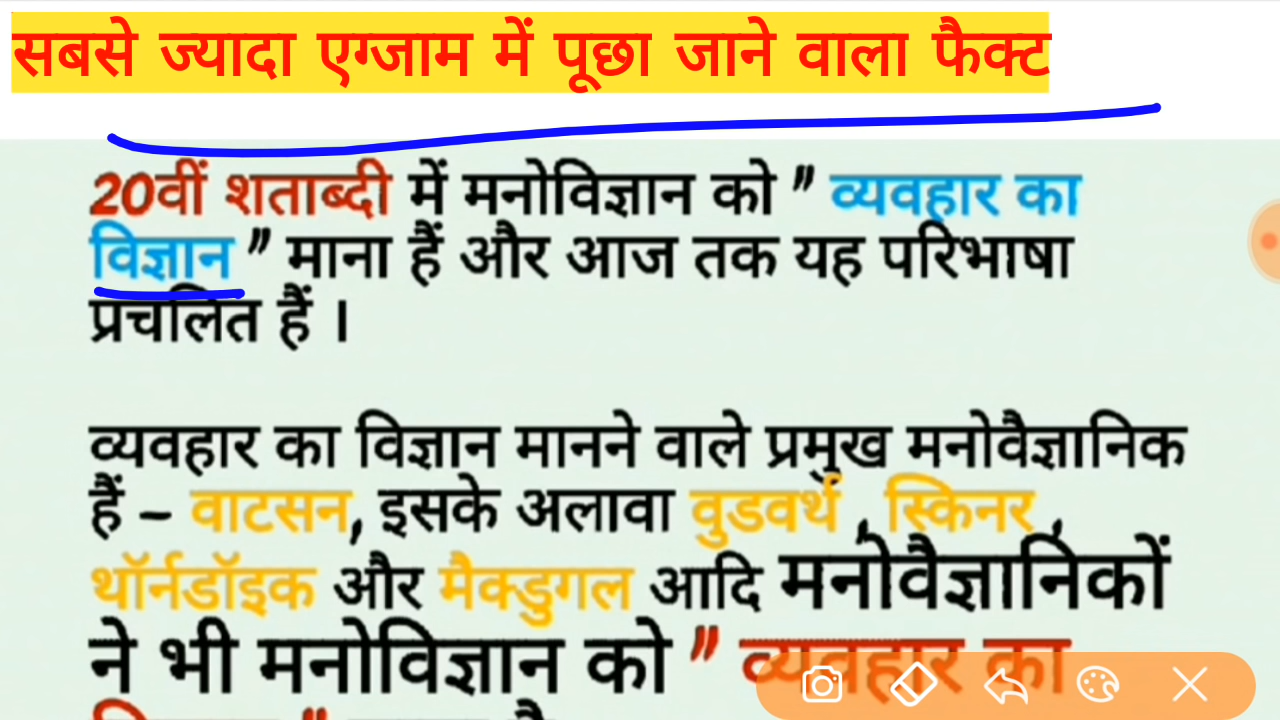 सबसे ज्यादा एग्जाम में पूछा जाने वाला फैक्ट
20वीं शताब्दी में मनोविज्ञान को " व्यवहार का
विज्ञान " माना हैं और आज तक यह परिभाषा
प्रचलित हैं ।
व्यवहार का विज्ञान मानने वाले प्रमुख मनोवैज्ञानिक
हैं – वाटसन, इसके अलावा वुडवर्थ , स्किनर ,
थॉर्नडॉइक और मैक्डुगल आदि मनोवैज्ञानिकों
ने भी मनोविज्ञान को " व्यवहार का